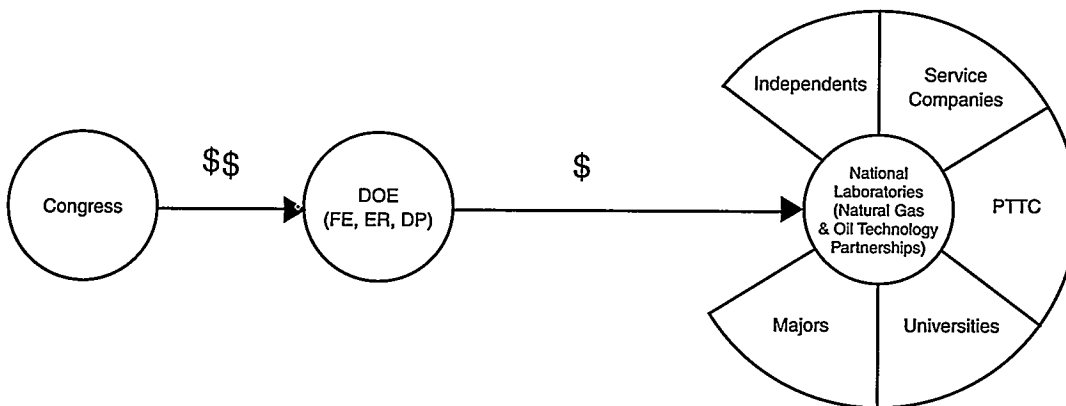 Congress
$$
DOE
(FE, ER, DP)
$
Independents
Service
Companies
National
Laboratories
(Natural Gas
& Oil Technology
Partnerships)
PTTC
Majors
Universities